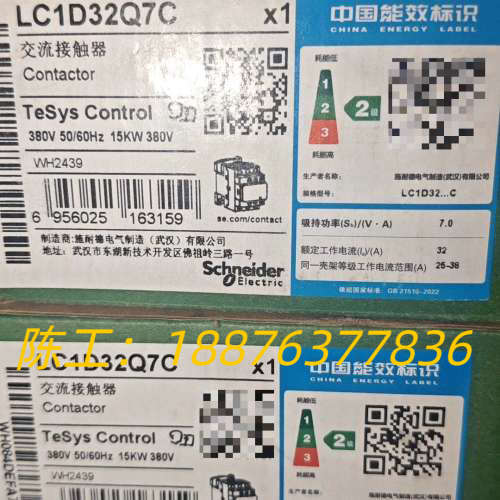 LC1D32Q7C x1
交流接触器
Contactor
TeSys Control
380V 50/60Hz 15KW 380V
WH2439
6 956025 163159
se.com/contact
制造商:施耐德电气制造（武汉）有限公司
地址:武汉市东湖新技术开发区佛祖岭三路一号
Schneider
Electric
中国能效标识
CHINA ENERGY LABEL
耗能低
1
2
3
2级
耗能高
生产者名称: 施耐德电气制造(武汉)有限公司
规格型号: LC1D32...C
吸持功率(Sₕ)/(V·A) 7.0
额定工作电流(Iₑ)/(A) 32
同一壳架等级工作电流范围(A) 25-38
依据国家标准: GB 21518-2022
陈工:18876377836
LC1D32Q7C x1
交流接触器
Contactor
TeSys Control
380V 50/60Hz 15KW 380V
WH2439
中国能效标识
CHINA ENERGY LABEL
耗能低
1
2
3
2级
耗能高